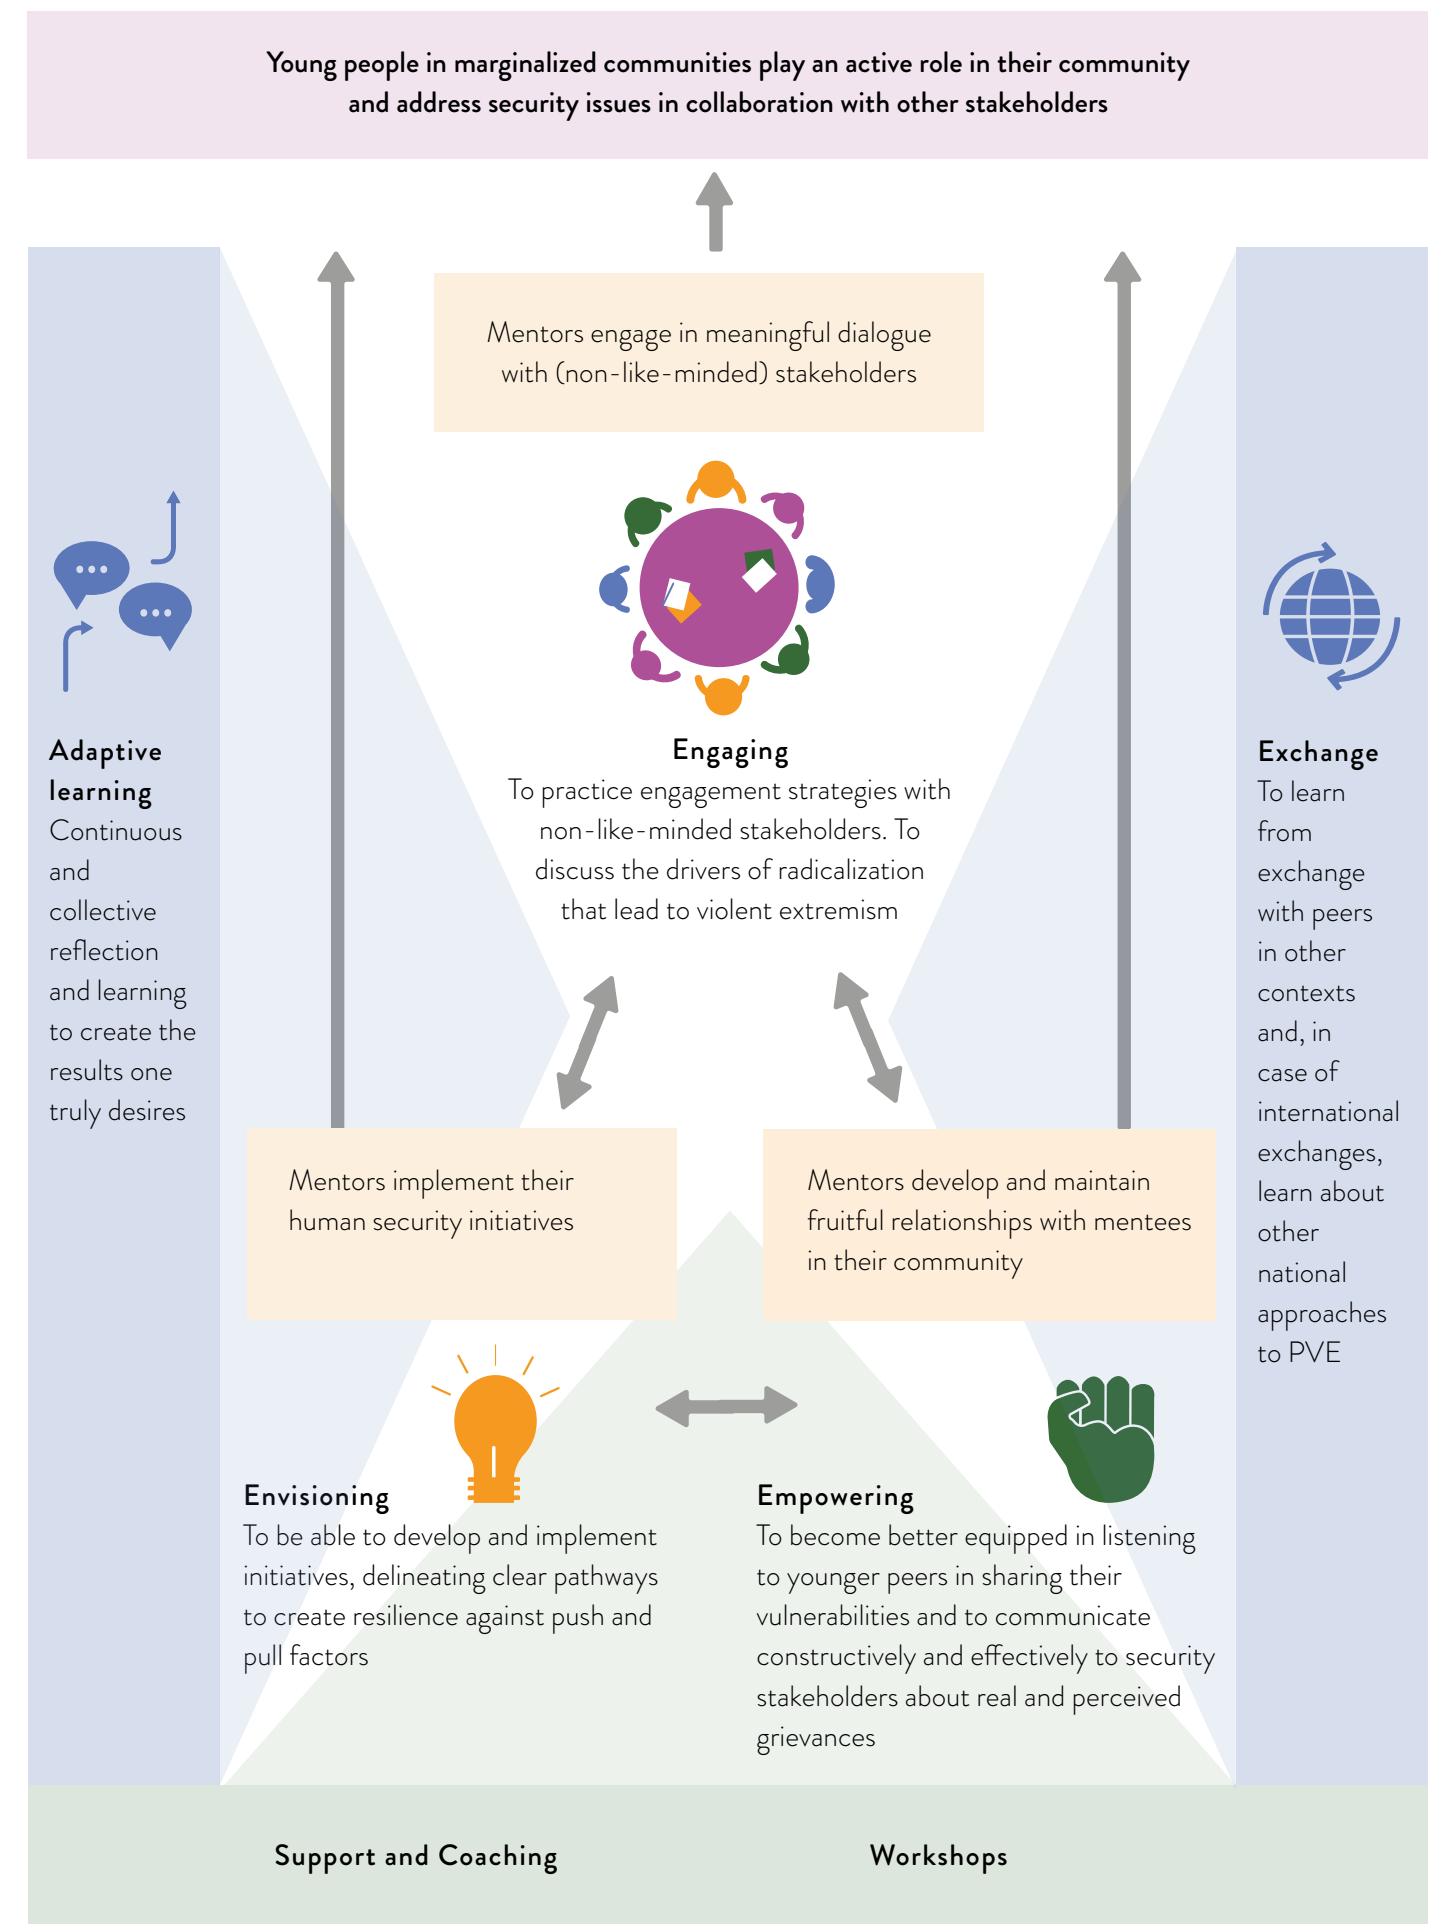 Young people in marginalized communities play an active role in their community
and address security issues in collaboration with other stakeholders
Mentors engage in meaningful dialogue
with (non-like-minded) stakeholders
Engaging
To practice engagement strategies with
non-like-minded stakeholders. To
discuss the drivers of radicalization
that lead to violent extremism
Adaptive
learning
Continuous
and
collective
reflection
and learning
to create the
results one
truly desires
Exchange
To learn
from
exchange
with peers
in other
contexts
and, in
case of
international
exchanges,
learn about
other
national
approaches
to PVE
Mentors implement their
human security initiatives
Mentors develop and maintain
fruitful relationships with mentees
in their community
Envisioning
To be able to develop and implement
initiatives, delineating clear pathways
to create resilience against push and
pull factors
Empowering
To become better equipped in listening
to younger peers in sharing their
vulnerabilities and to communicate
constructively and effectively to security
stakeholders about real and perceived
grievances
Support and Coaching
Workshops